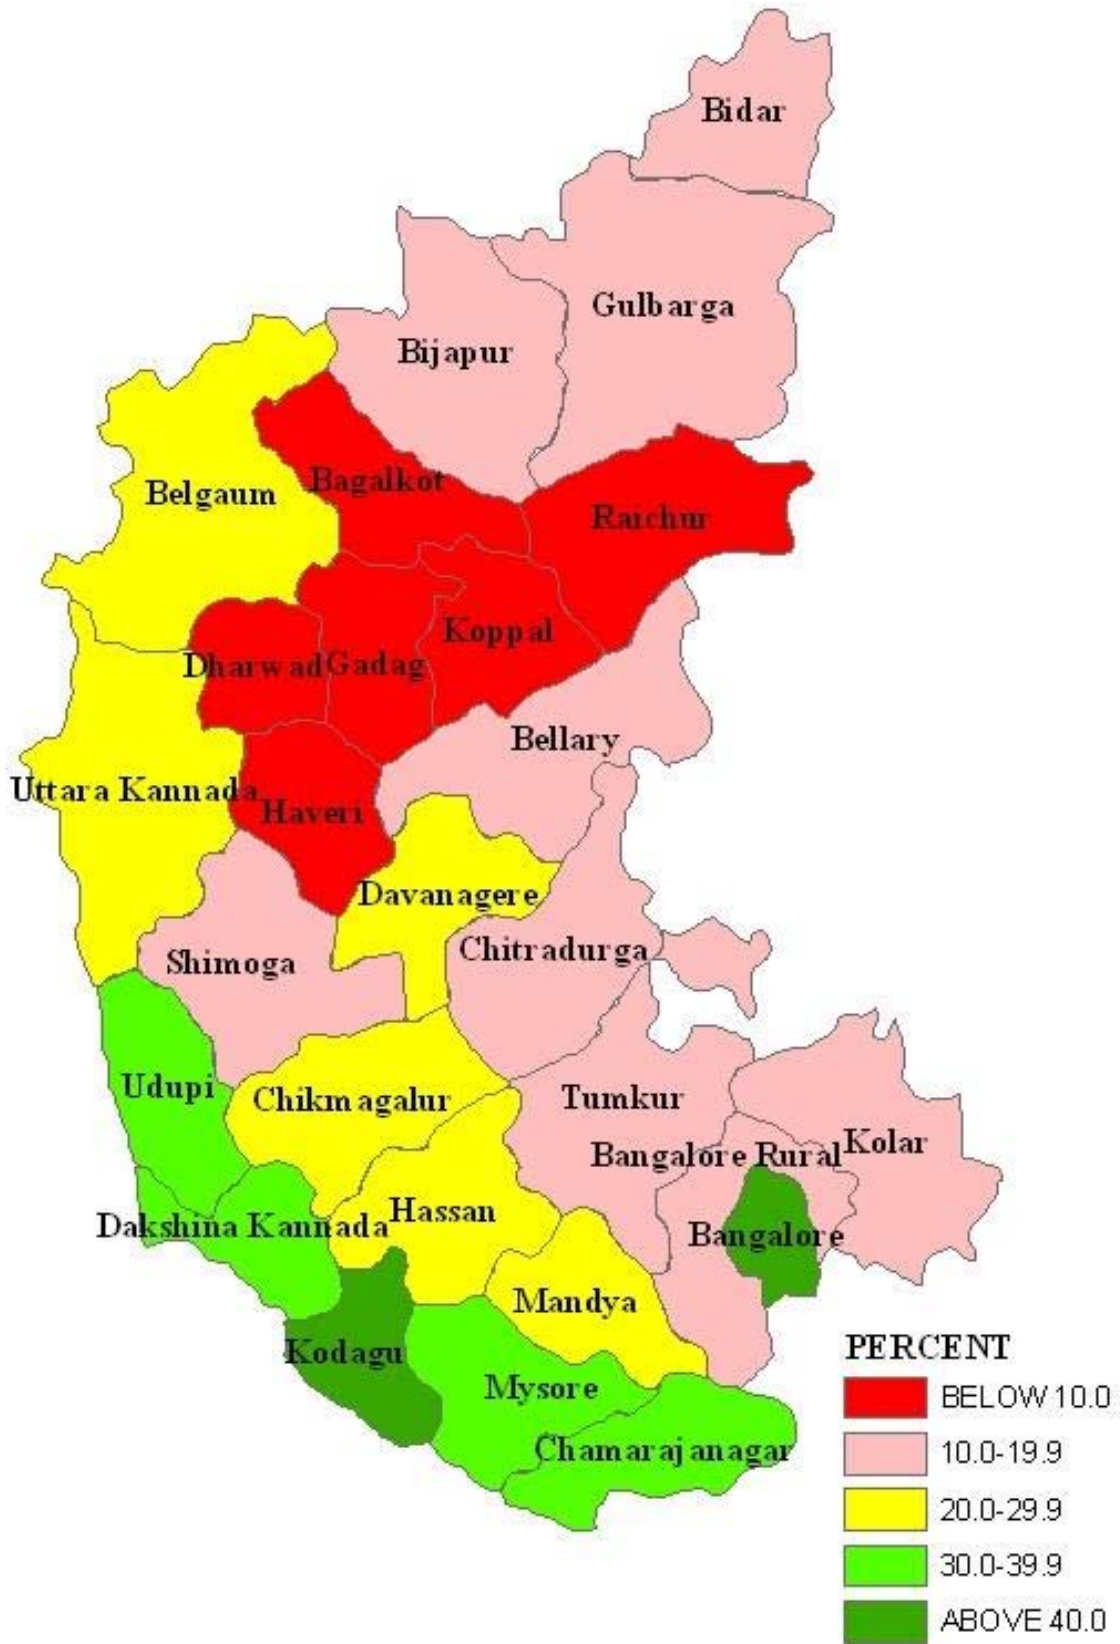 Bidar
Gulbarga
Bijapur
Bagalkot
Belgaum
Raichur
Koppal
Dharwad
Gadag
Bellary
Uttara Kannada
Haveri
Davanagere
Chitradurga
Shimoga
Udupi
Chikmagalur
Tumkur
Kolar
Bangalore Rural
Hassan
Dakshina Kannada
Bangalore
Mandya
Kodagu
Mysore
Chamarajanagar
PERCENT
BELOW 10.0
10.0-19.9
20.0-29.9
30.0-39.9
ABOVE 40.0